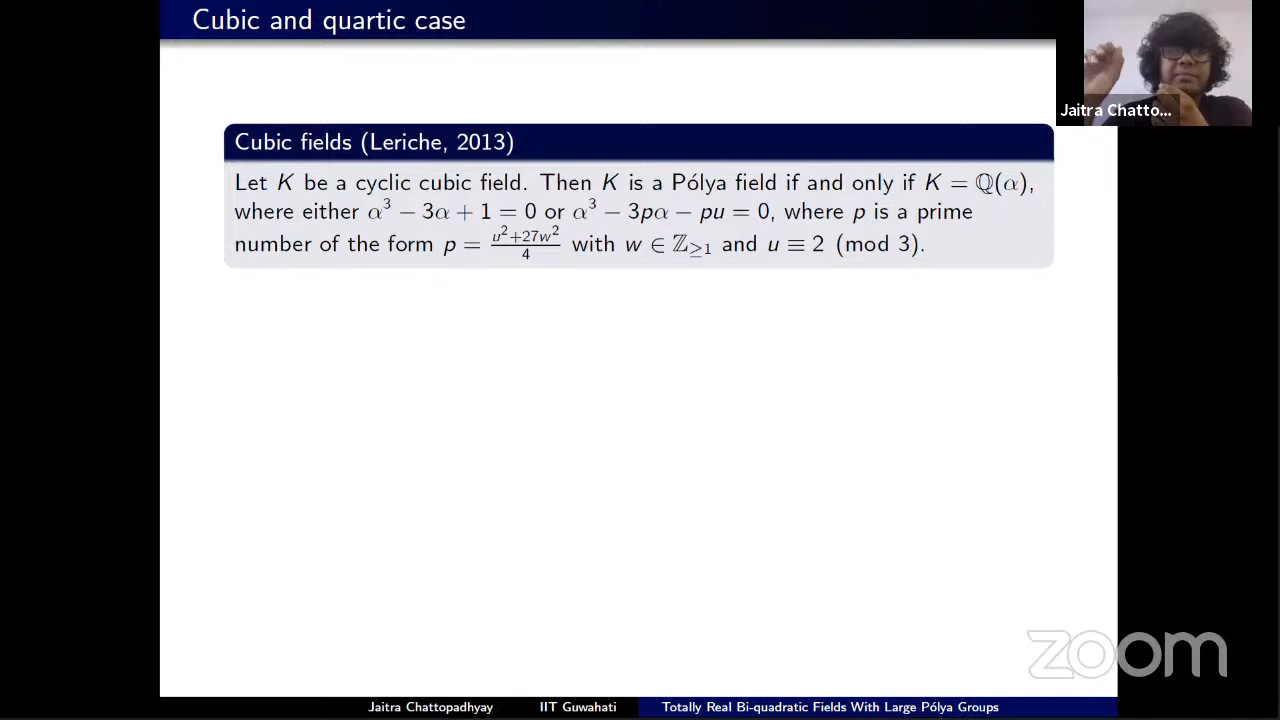 Cubic and quartic case
Jaitra Chatto...
Cubic fields (Leriche, 2013)
Let K be a cyclic cubic field. Then K is a Pólya field if and only if K = ℚ(α),
where either α³ − 3α + 1 = 0 or α³ − 3pα − pu = 0, where p is a prime
number of the form p = (u²+27w²)/4 with w ∈ ℤ≥1 and u ≡ 2 (mod 3).
zoom
Jaitra Chattopadhyay IIT Guwahati Totally Real Bi-quadratic Fields With Large Pólya Groups